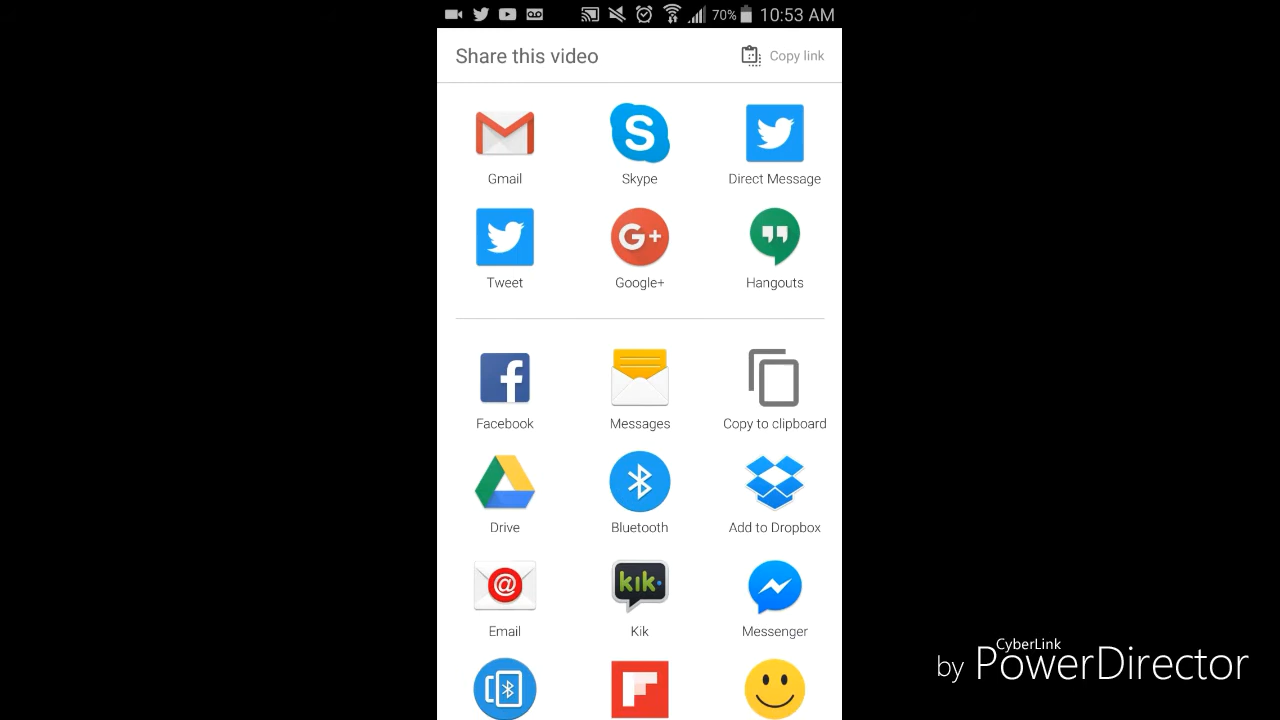 70% 10:53 AM
Share this video
Copy link
Gmail
Skype
Direct Message
Tweet
G+
Google+
Hangouts
Facebook
Messages
Copy to clipboard
Drive
Bluetooth
Add to Dropbox
@
kik
Email
Kik
Messenger
by CyberLink
PowerDirector